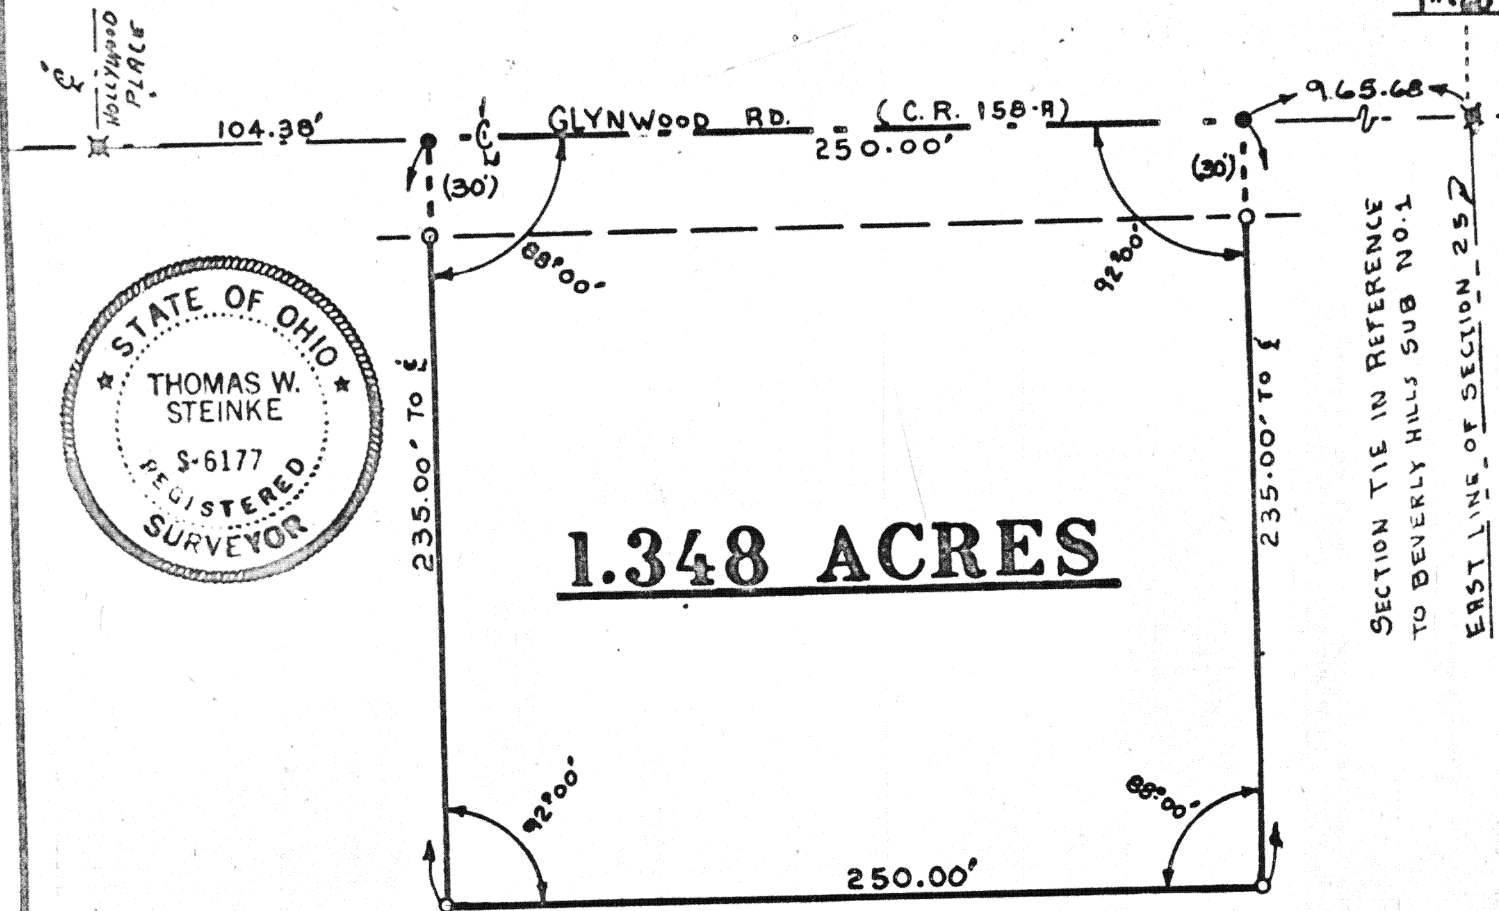 ℄
HOLLYWOOD
PLACE
104.38'
℄
GLYNWOOD RD. (C.R. 158-A)
250.00'
965.68
(30')
(30')
88°00'
92°00'
STATE OF OHIO
THOMAS W.
STEINKE
S-6177
REGISTERED
SURVEYOR
235.00' TO ℄
1.348 ACRES
235.00' TO ℄
SECTION TIE IN REFERENCE
TO BEVERLY HILLS SUB NO.1
EAST LINE OF SECTION 25
92°00'
88°00'
250.00'